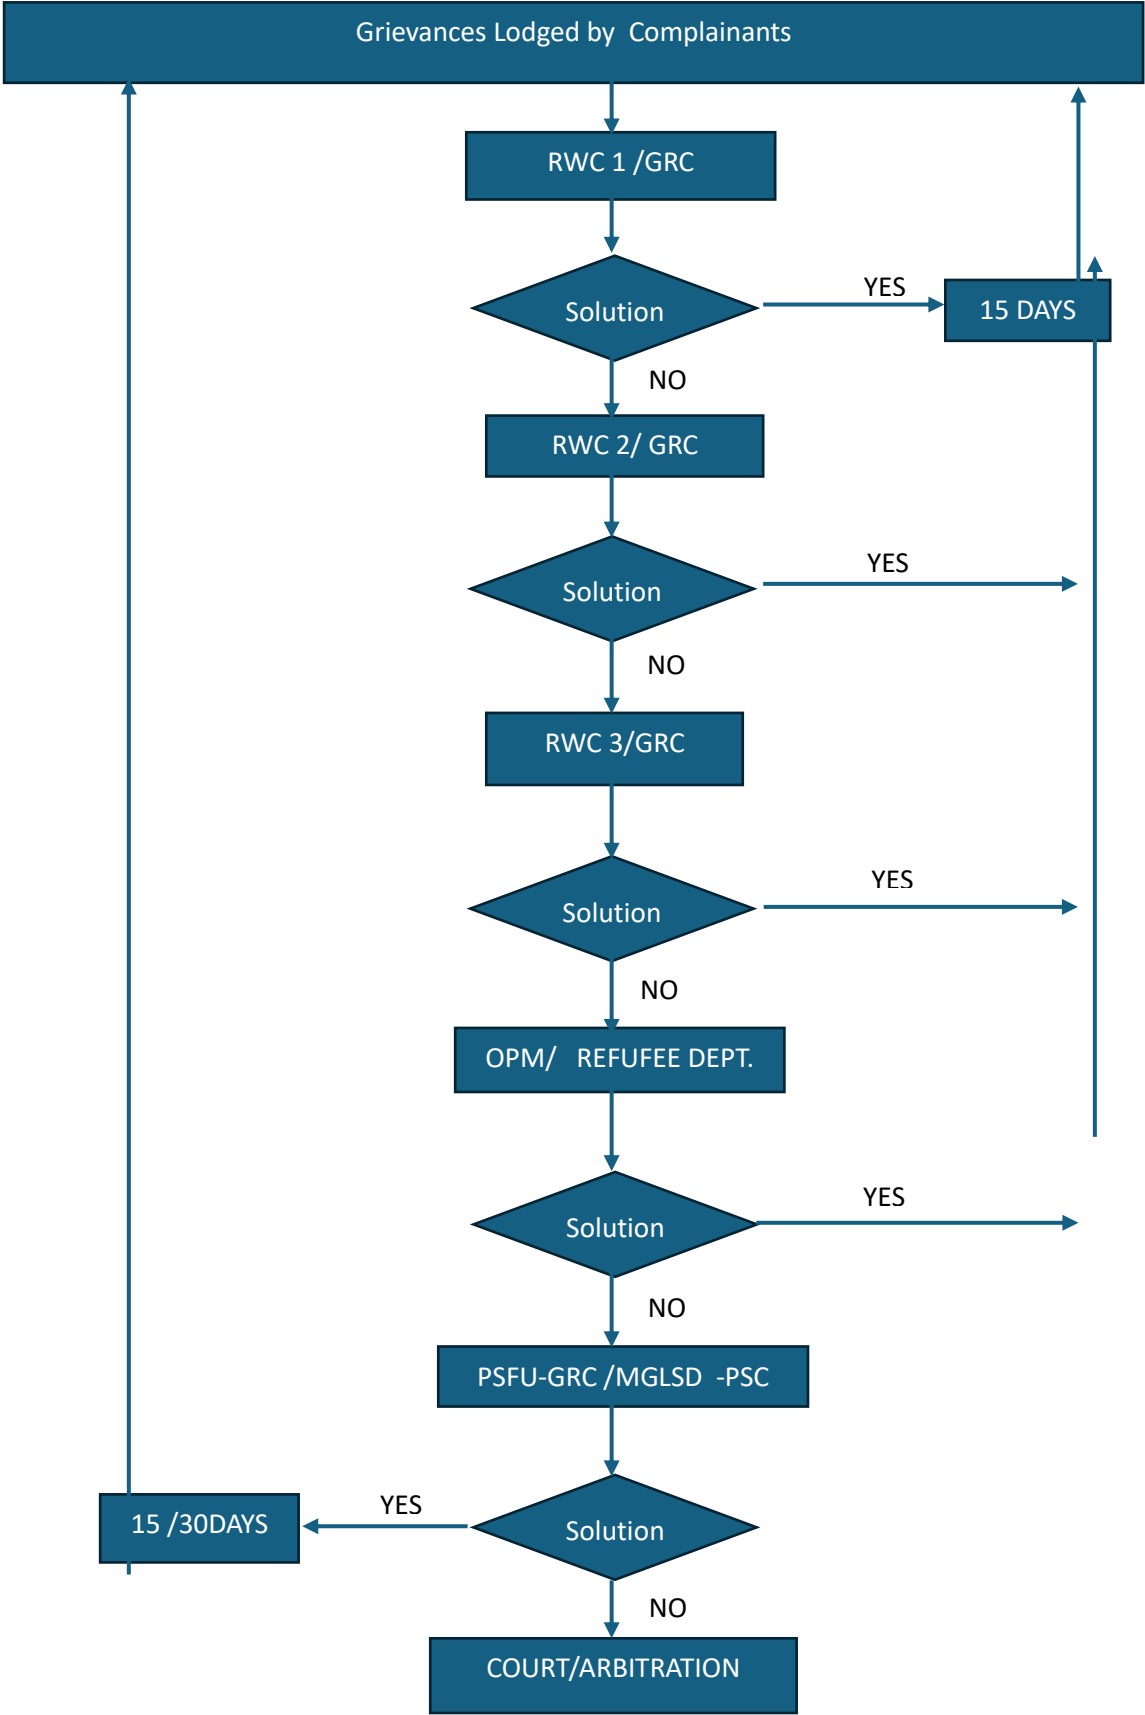 Grievances Lodged by  Complainants
RWC 1 /GRC
Solution
YES
15 DAYS
NO
RWC 2/ GRC
Solution
YES
NO
RWC 3/GRC
Solution
YES
NO
OPM/   REFUFEE DEPT.
Solution
YES
NO
PSFU-GRC /MGLSD  -PSC
Solution
YES
15 /30DAYS
NO
COURT/ARBITRATION